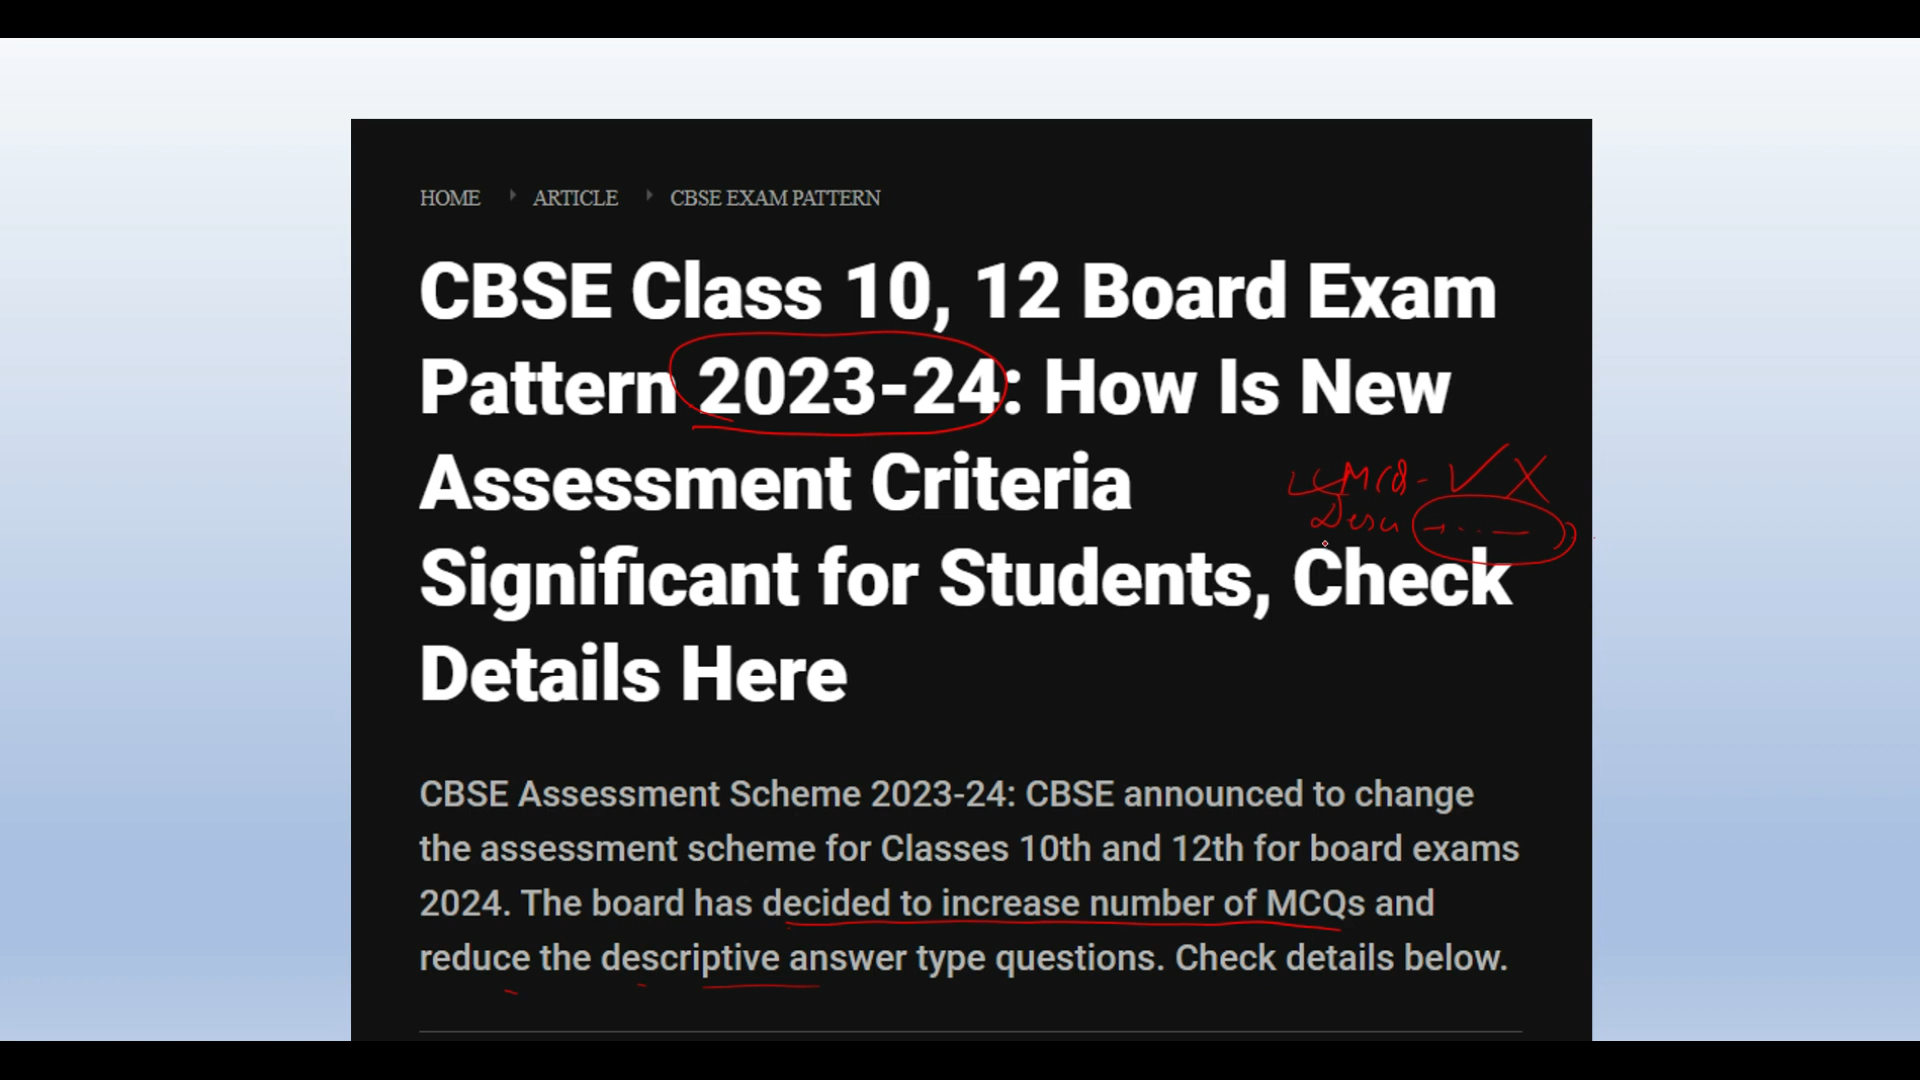 HOME ARTICLE CBSE EXAM PATTERN
CBSE Class 10, 12 Board Exam
Pattern 2023-24: How Is New
Assessment Criteria
MCQ -
Significant for Students, Check
Details Here
CBSE Assessment Scheme 2023-24: CBSE announced to change
the assessment scheme for Classes 10th and 12th for board exams
2024. The board has decided to increase number of MCQs and
reduce the descriptive answer type questions. Check details below.